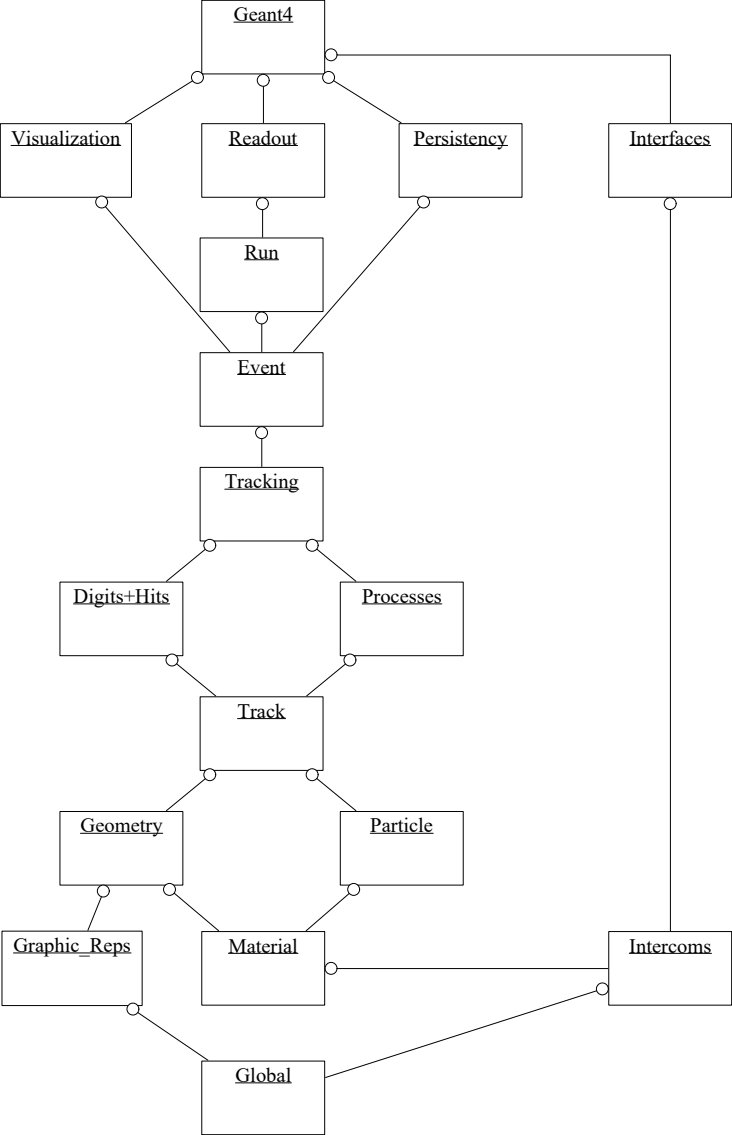 Geant4
Visualization
Readout
Persistency
Interfaces
Run
Event
Tracking
Digits+Hits
Processes
Track
Geometry
Particle
Graphic_Reps
Material
Intercoms
Global